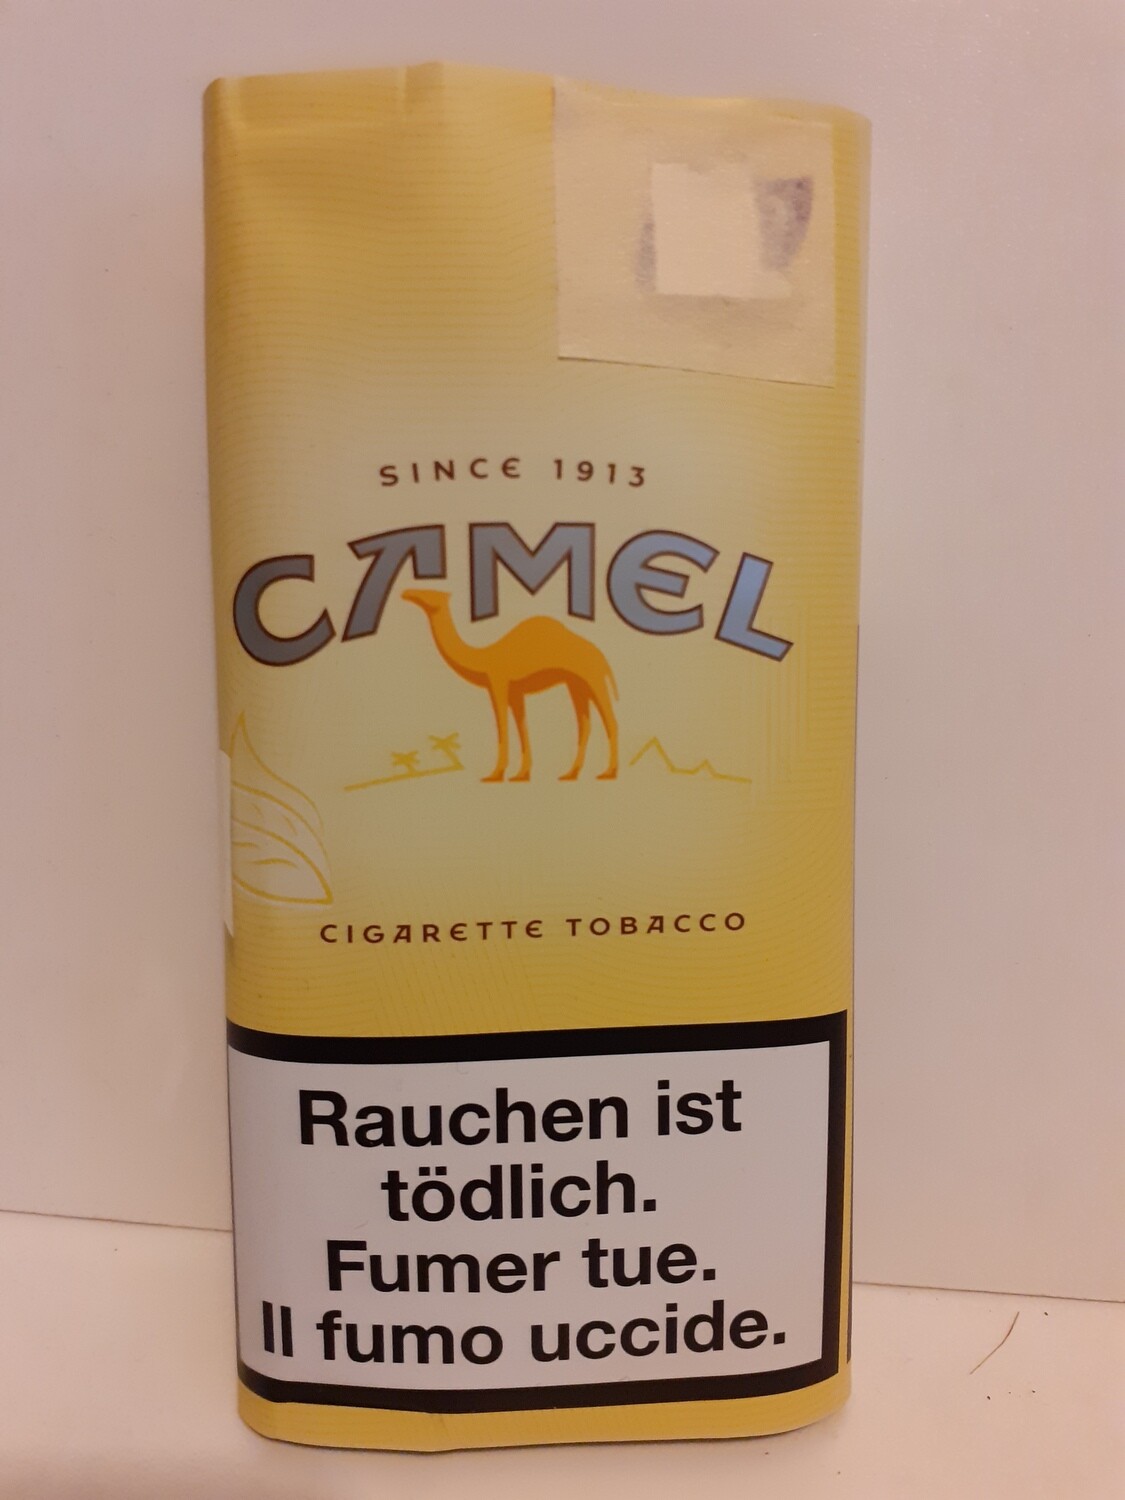 SINCE 1913
CAMEL
CIGARETTE TOBACCO
Rauchen ist
tödlich.
Fumer tue.
Il fumo uccide.